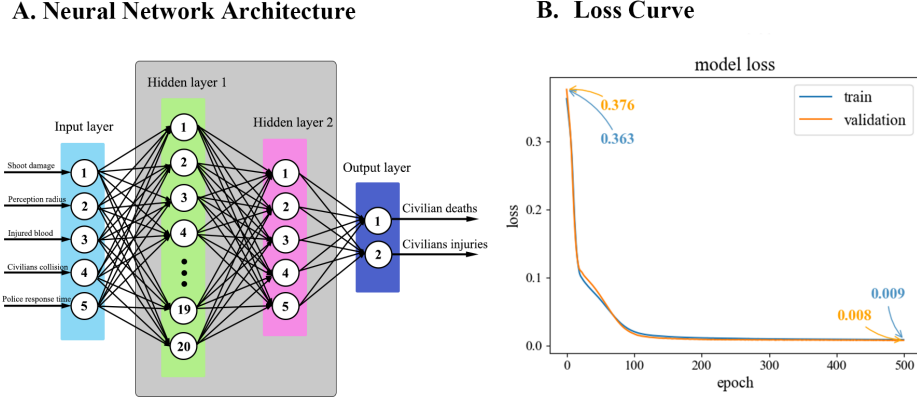 A. Neural Network Architecture
Hidden layer 1
Input layer
Hidden layer 2
Output layer
Shoot damage
Perception radius
Injured blood
Civilians collision
Police response time
1
2
3
4
5
1
2
3
4
19
20
1
2
3
4
5
1
2
Civilian deaths
Civilians injuries
B. Loss Curve
model loss
train
validation
0.376
0.363
0.009
0.008
loss
0.3
0.2
0.1
0.0
0
100
200
300
400
500
epoch